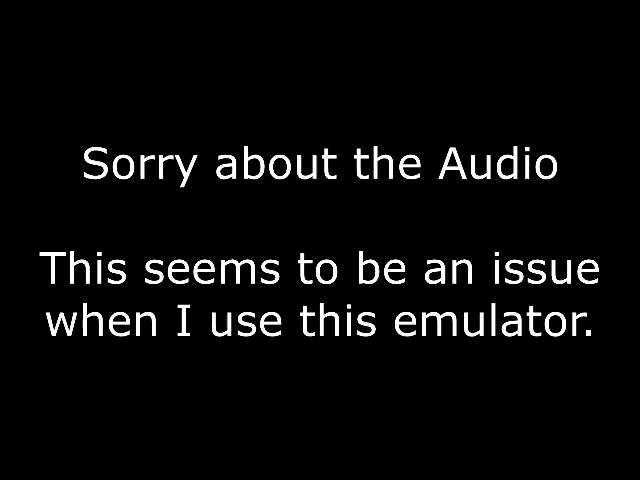 Sorry about the Audio
This seems to be an issue
when I use this emulator.